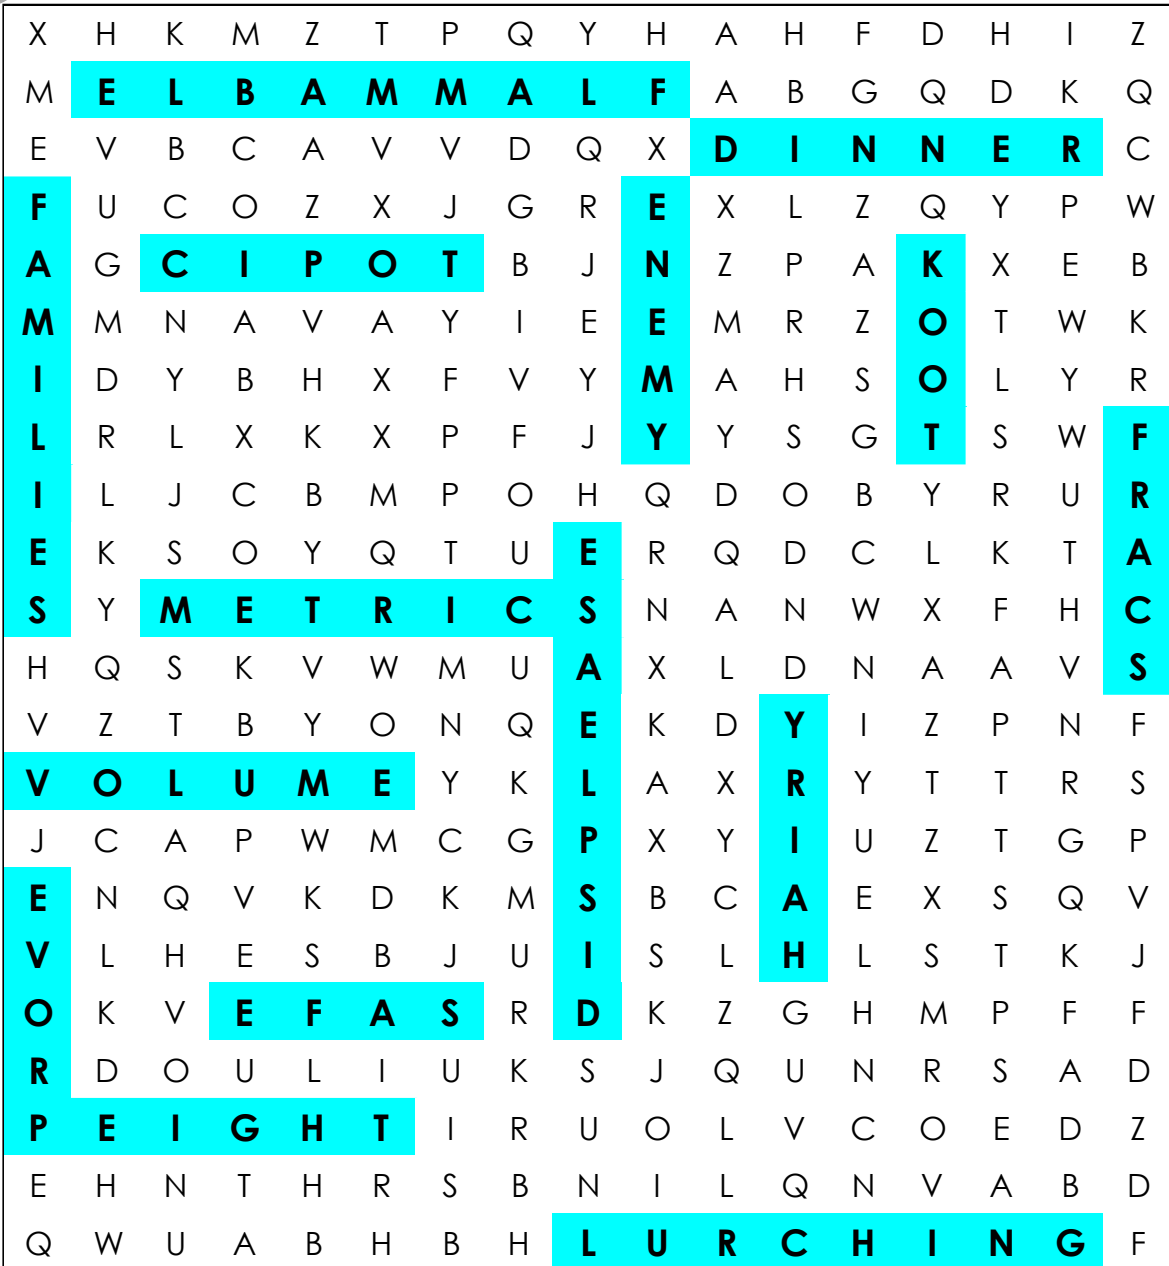 X H K M Z T P Q Y H A H F D H I Z
M E L B A M M A L F A B G Q D K Q
E V B C A V V D Q X D I N N E R C
F U C O Z X J G R E X L Z Q Y P W
A G C I P O T B J N Z P A K X E B
M M N A V A Y I E E M R Z O T W K
I D Y B H X F V Y M A H S O L Y R
L R L X K X P F J Y Y S G T S W F
I L J C B M P O H Q D O B Y R U R
E K S O Y Q T U E R Q D C L K T A
S Y M E T R I C S N A N W X F H C
H Q S K V W M U A X L D N A A V S
V Z T B Y O N Q E K D Y I Z P N F
V O L U M E Y K L A X R Y T T R S
J C A P W M C G P X Y I U Z T G P
E N Q V K D K M S B C A E X S Q V
V L H E S B J U I S L H L S T K J
O K V E F A S R D K Z G H M P F F
R D O U L I U K S J Q U N R S A D
P E I G H T I R U O L V C O E D Z
E H N T H R S B N I L Q N V A B D
Q W U A B H B H L U R C H I N G F